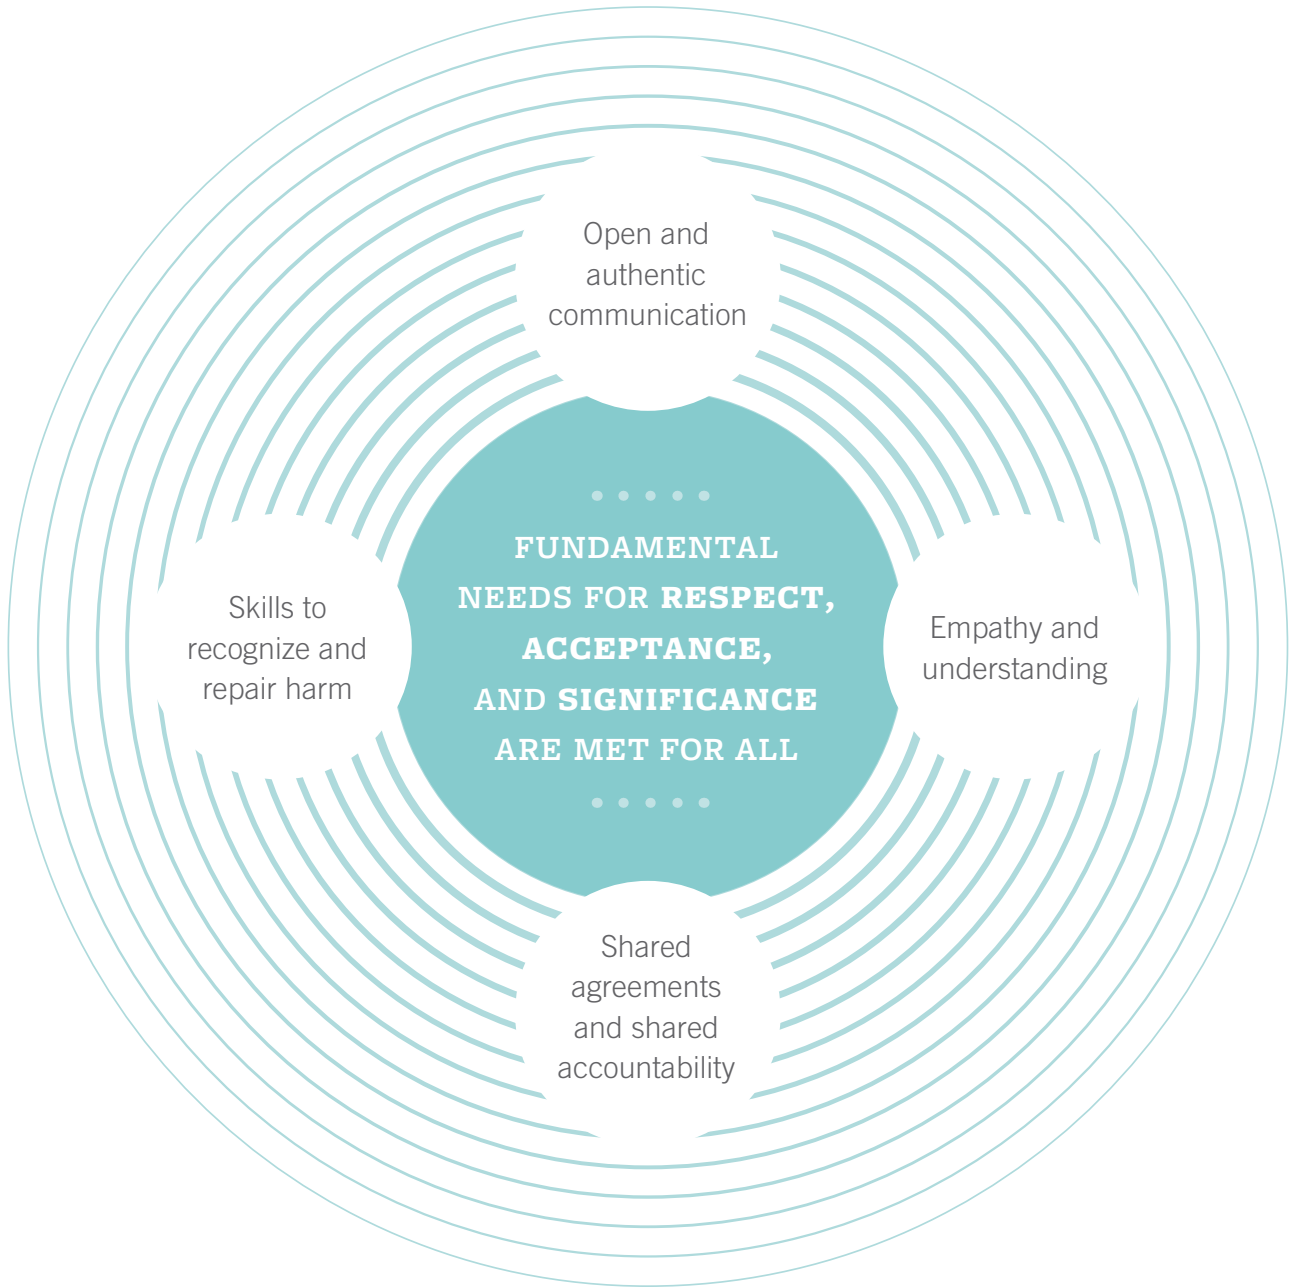 Open and
authentic
communication
FUNDAMENTAL
NEEDS FOR RESPECT,
ACCEPTANCE,
AND SIGNIFICANCE
ARE MET FOR ALL
Skills to
recognize and
repair harm
Empathy and
understanding
Shared
agreements
and shared
accountability